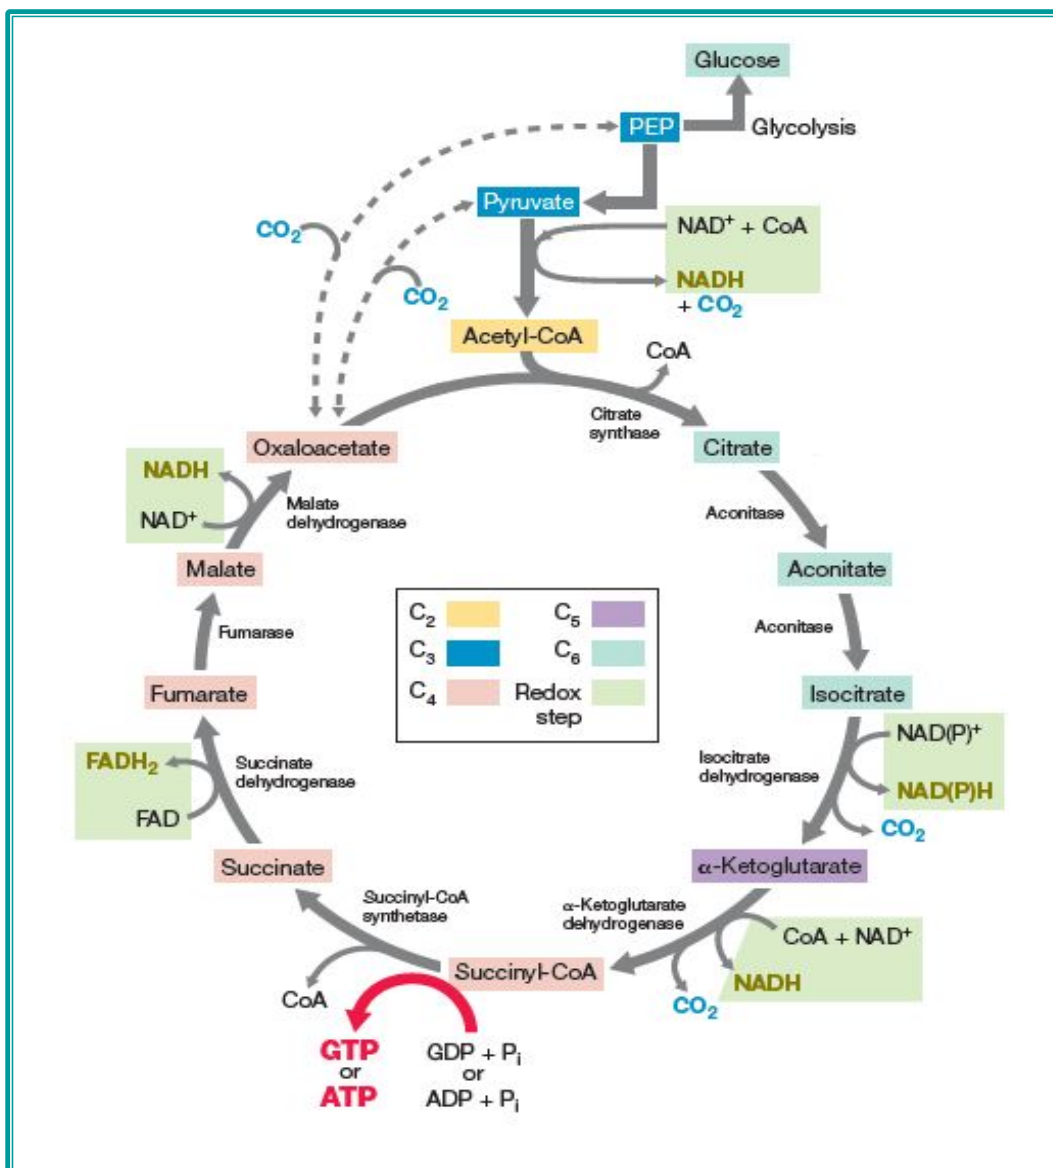 Glucose
PEP
Glycolysis
Pyruvate
CO₂
NAD⁺ + CoA
CO₂
NADH
+ CO₂
Acetyl-CoA
CoA
Citrate
synthase
Oxaloacetate
Citrate
NADH
NAD⁺
Malate
dehydrogenase
Aconitase
Malate
Aconitate
C₂
C₅
C₃
C₆
C₄
Redox
step
Fumarase
Aconitase
Fumarate
Isocitrate
FADH₂
FAD
Succinate
dehydrogenase
Isocitrate
dehydrogenase
NAD(P)⁺
NAD(P)H
CO₂
Succinate
α-Ketoglutarate
Succinyl-CoA
synthetase
α-Ketoglutarate
dehydrogenase
CoA + NAD⁺
NADH
Succinyl-CoA
CoA
CO₂
GTP
or
ATP
GDP + Pᵢ
or
ADP + Pᵢ